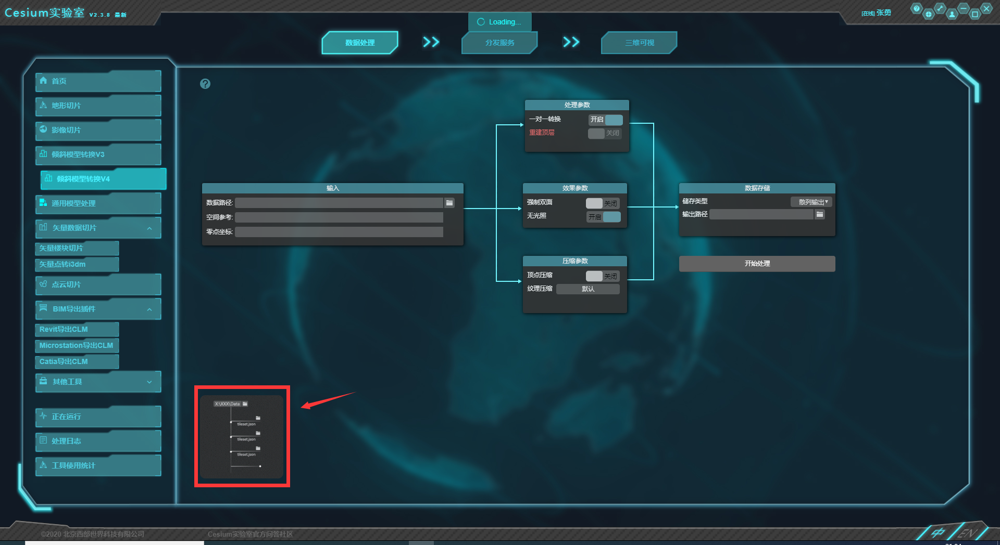 Cesium实验室 V2.3.8 最新
[在线] 张勇
Loading...
数据处理
分发服务
三维可视
首页
地形切片
影像切片
倾斜模型转换V3
倾斜模型转换V4
通用模型处理
矢量数据切片
矢量楼块切片
矢量点转i3dm
点云切片
BIM导出插件
Revit导出CLM
Microstation导出CLM
Catia导出CLM
其他工具
正在运行
处理日志
工具使用统计
输入
数据路径:
空间参考:
零点坐标:
处理参数
一对一转换 开启
重建顶层 关闭
效果参数
强制双面 关闭
无光照 开启
压缩参数
顶点压缩 关闭
纹理压缩 默认
数据存储
储存类型 散列输出
输出路径
开始处理
X:\XXX\Data
tileset.json
tileset.json
tileset.json
©2020 北京西部世界科技有限公司
Cesium实验室官方问答社区
中
EN